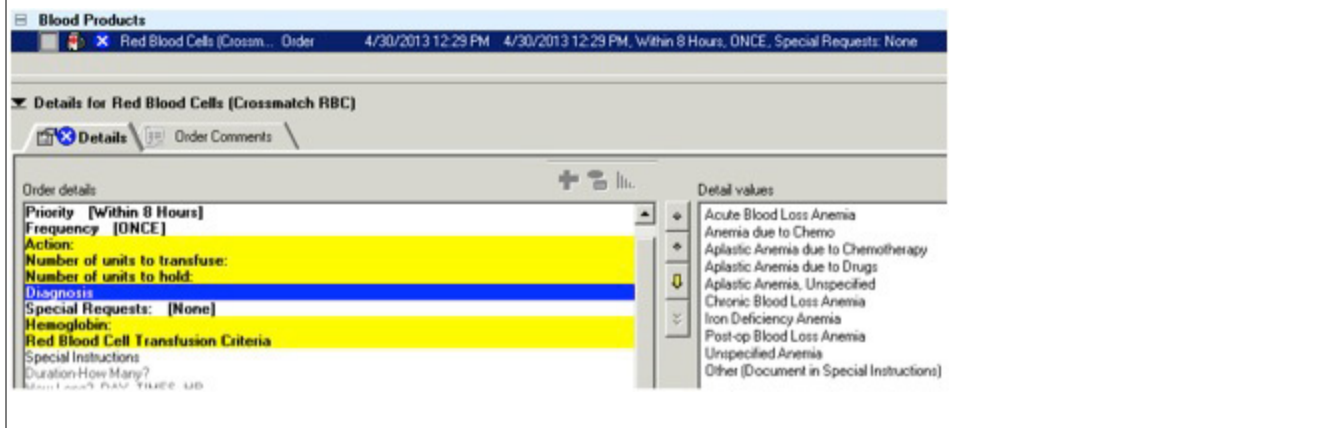 Blood Products
Red Blood Cells (Crossm... Order 4/30/2013 12:29 PM 4/30/2013 12:29 PM, Within 8 Hours, ONCE, Special Requests: None
Details for Red Blood Cells (Crossmatch RBC)
Details Order Comments
Order details
Priority [Within 8 Hours]
Frequency [ONCE]
Action:
Number of units to transfuse:
Number of units to hold:
Diagnosis
Special Requests: [None]
Hemoglobin:
Red Blood Cell Transfusion Criteria
Special Instructions
Duration-How Many?
Detail values
Acute Blood Loss Anemia
Anemia due to Chemo
Aplastic Anemia due to Chemotherapy
Aplastic Anemia due to Drugs
Aplastic Anemia, Unspecified
Chronic Blood Loss Anemia
Iron Deficiency Anemia
Post-op Blood Loss Anemia
Unspecified Anemia
Other (Document in Special Instructions)